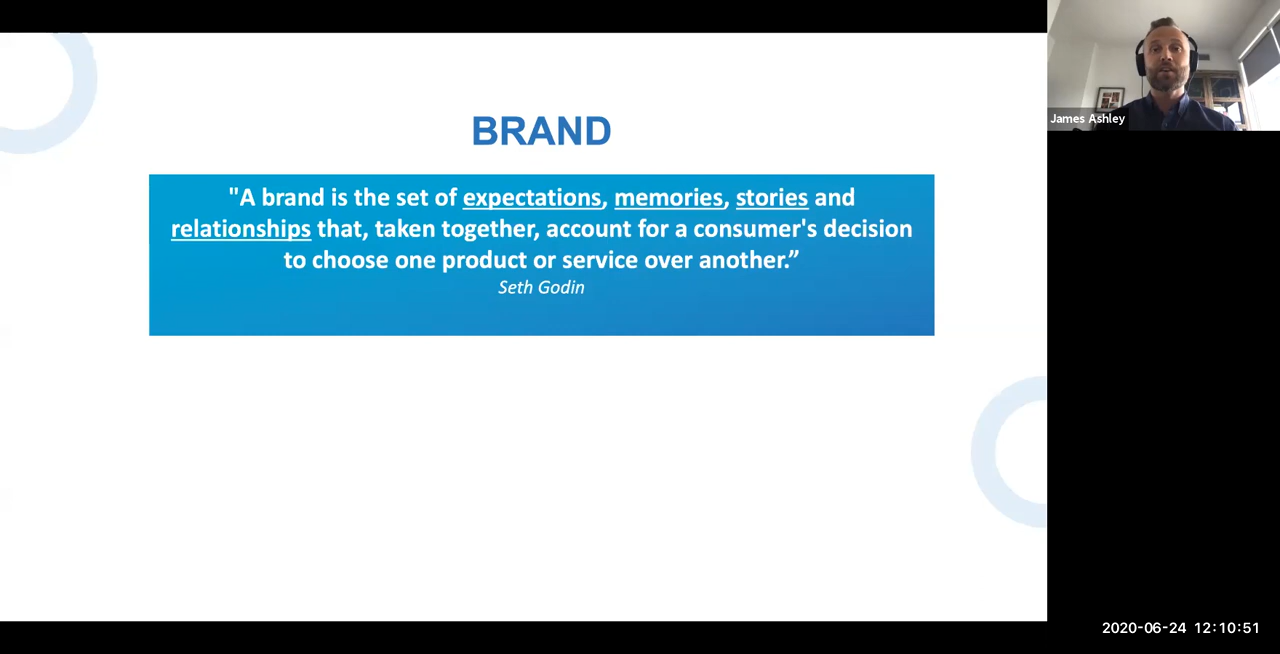 BRAND
"A brand is the set of expectations, memories, stories and
relationships that, taken together, account for a consumer's decision
to choose one product or service over another.”
Seth Godin
James Ashley
2020-06-24 12:10:51